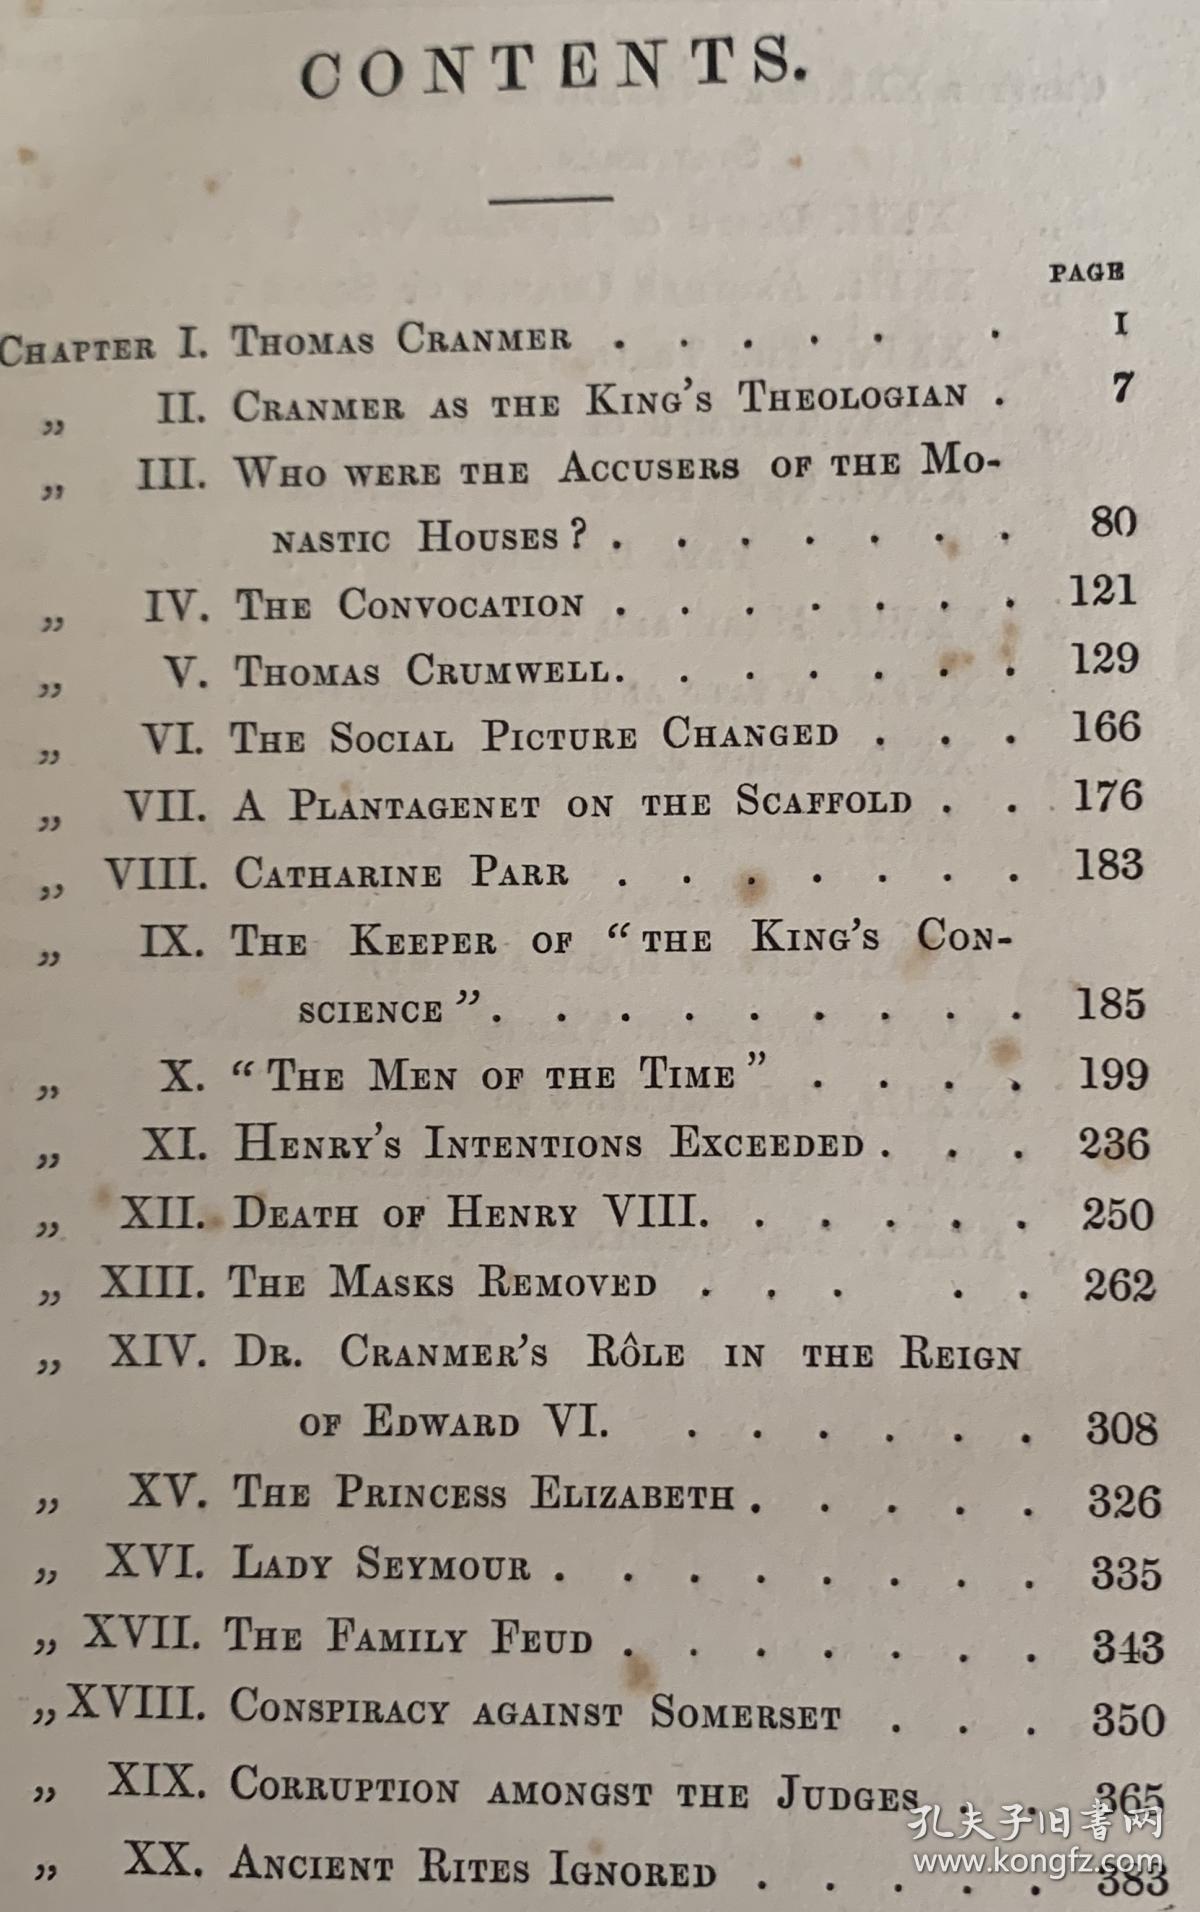 CONTENTS.
PAGE
CHAPTER I. THOMAS CRANMER . . . . . . 1
„ II. CRANMER AS THE KING'S THEOLOGIAN . 7
„ III. WHO WERE THE ACCUSERS OF THE MO-
NASTIC HOUSES? . . . . . . . 80
„ IV. THE CONVOCATION . . . . . . . 121
„ V. THOMAS CRUMWELL. . . . . . . 129
„ VI. THE SOCIAL PICTURE CHANGED . . . 166
„ VII. A PLANTAGENET ON THE SCAFFOLD . . . 176
„ VIII. CATHARINE PARR . . . . . . . 183
„ IX. THE KEEPER OF “THE KING'S CON-
SCIENCE”. . . . . . . . . 185
„ X. “THE MEN OF THE TIME” . . . . 199
„ XI. HENRY'S INTENTIONS EXCEEDED . . . 236
„ XII. DEATH OF HENRY VIII. . . . . . 250
„ XIII. THE MASKS REMOVED . . . . . 262
„ XIV. DR. CRANMER'S RÔLE IN THE REIGN
OF EDWARD VI. . . . . . . 308
„ XV. THE PRINCESS ELIZABETH . . . . . 326
„ XVI. LADY SEYMOUR . . . . . . . . 335
„ XVII. THE FAMILY FEUD . . . . . . . 343
„ XVIII. CONSPIRACY AGAINST SOMERSET . . . 350
„ XIX. CORRUPTION AMONGST THE JUDGES . . 365
„ XX. ANCIENT RITES IGNORED . . . . . 383
孔夫子旧书网
www.kongfz.com